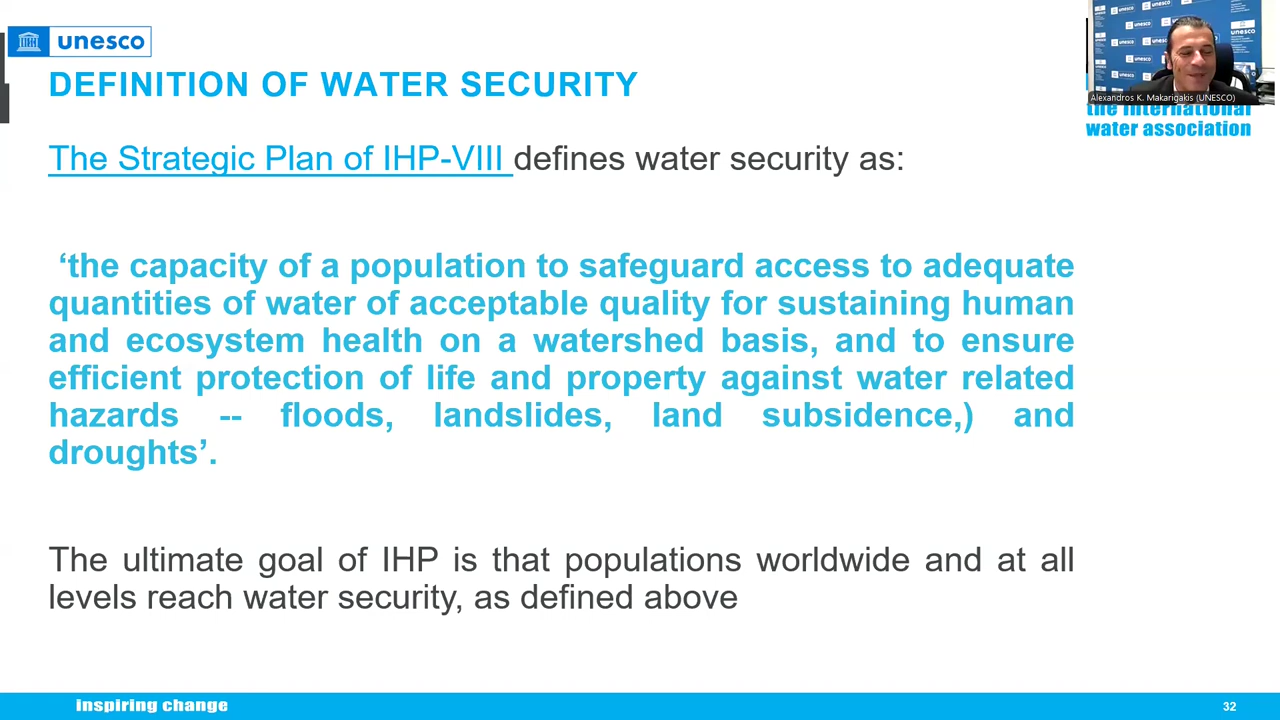 unesco
DEFINITION OF WATER SECURITY
Alexandros K. Makarigakis (UNESCO)
the international
water association
The Strategic Plan of IHP-VIII defines water security as:
‘the capacity of a population to safeguard access to adequate
quantities of water of acceptable quality for sustaining human
and ecosystem health on a watershed basis, and to ensure
efficient protection of life and property against water related
hazards -- floods, landslides, land subsidence,) and
droughts’.
The ultimate goal of IHP is that populations worldwide and at all
levels reach water security, as defined above
inspiring change
32